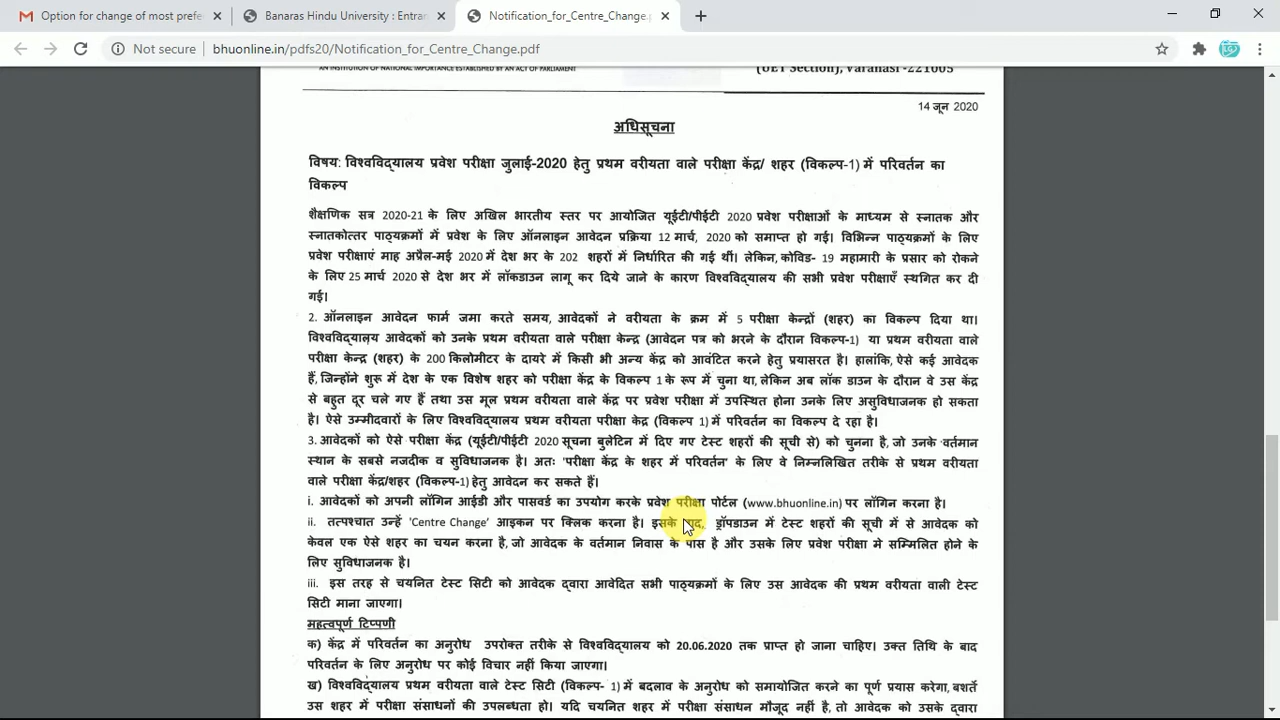 Option for change of most prefe
Banaras Hindu University : Entran
Notification_for_Centre_Change.p
Not secure
bhuonline.in/pdfs20/Notification_for_Centre_Change.pdf
AN INSTITUTION OF NATIONAL IMPORTANCE ESTABLISHED BY AN ACT OF PARLIAMENT
(UET Section), Varanasi -221005
14 जून 2020
अधिसूचना
विषय: विश्वविद्यालय प्रवेश परीक्षा जुलाई-2020 हेतु प्रथम वरीयता वाले परीक्षा केंद्र/ शहर (विकल्प-1) में परिवर्तन का
विकल्प
शैक्षणिक सत्र 2020-21 के लिए अखिल भारतीय स्तर पर आयोजित यूईटी/पीईटी 2020 प्रवेश परीक्षाओं के माध्यम से स्नातक और
स्नातकोत्तर पाठ्यक्रमों में प्रवेश के लिए ऑनलाइन आवेदन प्रक्रिया 12 मार्च, 2020 को समाप्त हो गई। विभिन्न पाठ्यक्रमों के लिए
प्रवेश परीक्षाएं माह अप्रैल-मई 2020 में देश भर के 202 शहरों में निर्धारित की गई थीं। लेकिन, कोविड- 19 महामारी के प्रसार को रोकने
के लिए 25 मार्च 2020 से देश भर में लॉकडाउन लागू कर दिये जाने के कारण विश्वविद्यालय की सभी प्रवेश परीक्षाएँ स्थगित कर दी
गई।
2. ऑनलाइन आवेदन फार्म जमा करते समय, आवेदकों ने वरीयता के क्रम में 5 परीक्षा केन्द्रों (शहर) का विकल्प दिया था।
विश्वविद्यालय आवेदकों को उनके प्रथम वरीयता वाले परीक्षा केन्द्र (आवेदन पत्र को भरने के दौरान विकल्प-1) या प्रथम वरीयता वाले
परीक्षा केन्द्र (शहर) के 200 किलोमीटर के दायरे में किसी भी अन्य केंद्र को आवंटित करने हेतु प्रयासरत है। हालांकि, ऐसे कई आवेदक
हैं, जिन्होंने शुरू में देश के एक विशेष शहर को परीक्षा केंद्र के विकल्प 1 के रूप में चुना था, लेकिन अब लॉक डाउन के दौरान वे उस केंद्र
से बहुत दूर चले गए हैं तथा उस मूल प्रथम वरीयता वाले केंद्र पर प्रवेश परीक्षा में उपस्थित होना उनके लिए असुविधाजनक हो सकता
है। ऐसे उम्मीदवारों के लिए विश्वविद्यालय प्रथम वरीयता परीक्षा केंद्र (विकल्प 1) में परिवर्तन का विकल्प दे रहा है।
3. आवेदकों को ऐसे परीक्षा केंद्र (यूईटी/पीईटी 2020 सूचना बुलेटिन में दिए गए टेस्ट शहरों की सूची से) को चुनना है, जो उनके वर्तमान
स्थान के सबसे नजदीक व सुविधाजनक है। अतः 'परीक्षा केंद्र के शहर में परिवर्तन' के लिए वे निम्नलिखित तरीके से प्रथम वरीयता
वाले परीक्षा केंद्र/शहर (विकल्प-1) हेतु आवेदन कर सकते हैं।
i. आवेदकों को अपनी लॉगिन आईडी और पासवर्ड का उपयोग करके प्रवेश परीक्षा पोर्टल (www.bhuonline.in) पर लॉगिन करना है।
ii. तत्पश्चात उन्हें 'Centre Change' आइकन पर क्लिक करना है। इसके ड्रॉपडाउन में टेस्ट शहरों की सूची में से आवेदक को
केवल एक ऐसे शहर का चयन करना है, जो आवेदक के वर्तमान निवास के पास है और उसके लिए प्रवेश परीक्षा मे सम्मिलित होने के
लिए सुविधाजनक है।
iii. इस तरह से चयनित टेस्ट सिटी को आवेदक द्वारा आवेदित सभी पाठ्यक्रमों के लिए उस आवेदक की प्रथम वरीयता वाली टेस्ट
सिटी माना जाएगा।
महत्वपूर्ण टिप्पणी
क) केंद्र में परिवर्तन का अनुरोध उपरोक्त तरीके से विश्वविद्यालय को 20.06.2020 तक प्राप्त हो जाना चाहिए। उक्त तिथि के बाद
परिवर्तन के लिए अनुरोध पर कोई विचार नहीं किया जाएगा।
ख) विश्वविद्यालय प्रथम वरीयता वाले टेस्ट सिटी (विकल्प- 1) में बदलाव के अनुरोध को समायोजित करने का पूर्ण प्रयास करेगा, बशर्ते
उस शहर में परीक्षा संसाधनों की उपलब्धता हो। यदि चयनित शहर में परीक्षा संसाधन मौजूद नहीं है, तो आवेदक को उसके द्वारा